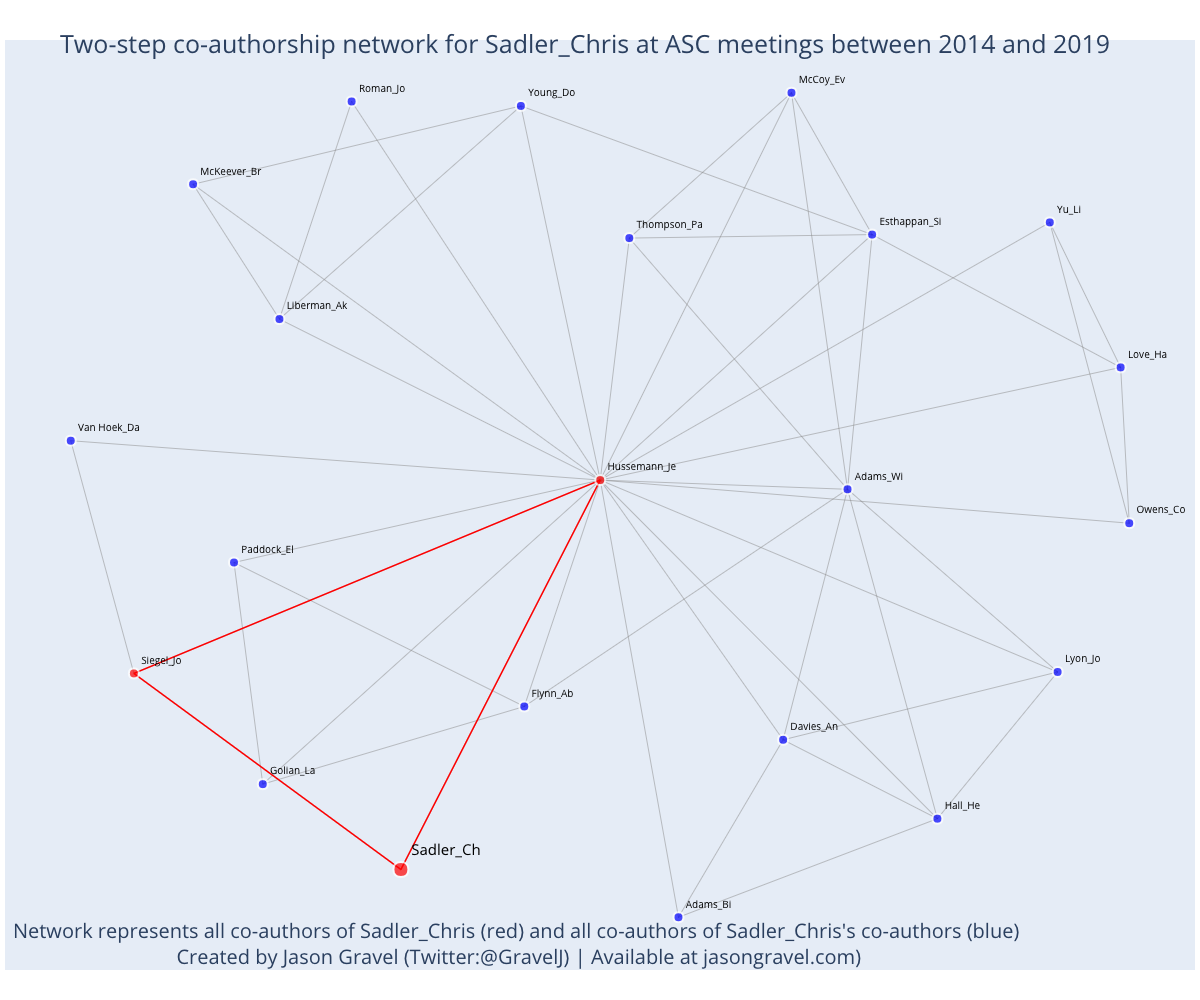 Two-step co-authorship network for Sadler_Chris at ASC meetings between 2014 and 2019
McCoy_Ev
Roman_Jo
Young_Do
McKeever_Br
Yu_Li
Esthappan_Si
Thompson_Pa
Liberman_Ak
Love_Ha
Van Hoek_Da
Hussemann_Je
Adams_Wi
Owens_Co
Paddock_El
Siegel_Jo
Lyon_Jo
Flynn_Ab
Davies_An
Golian_La
Hall_He
Sadler_Ch
Adams_Bi
Network represents all co-authors of Sadler_Chris (red) and all co-authors of Sadler_Chris's co-authors (blue)
Created by Jason Gravel (Twitter:@GravelJ) | Available at jasongravel.com)